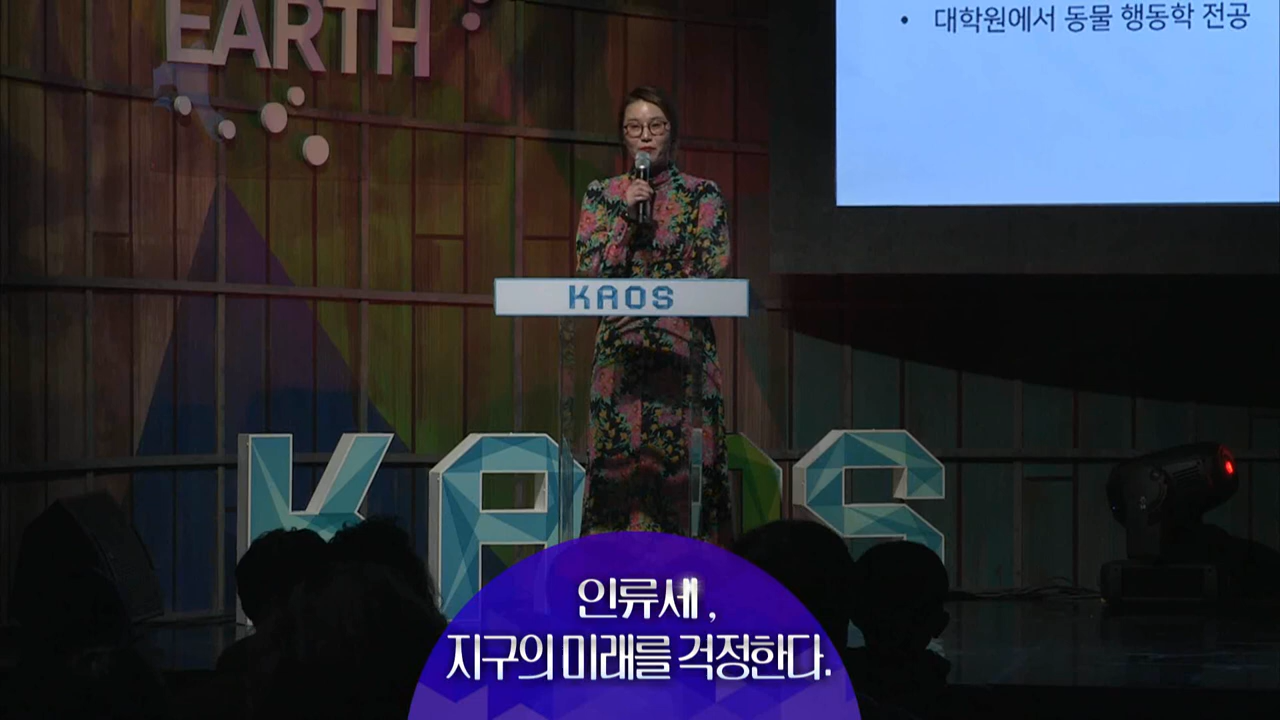 EARTH
• 대학원에서 동물 행동학 전공
KAOS
KAOS
인류세,
지구의 미래를 걱정한다.